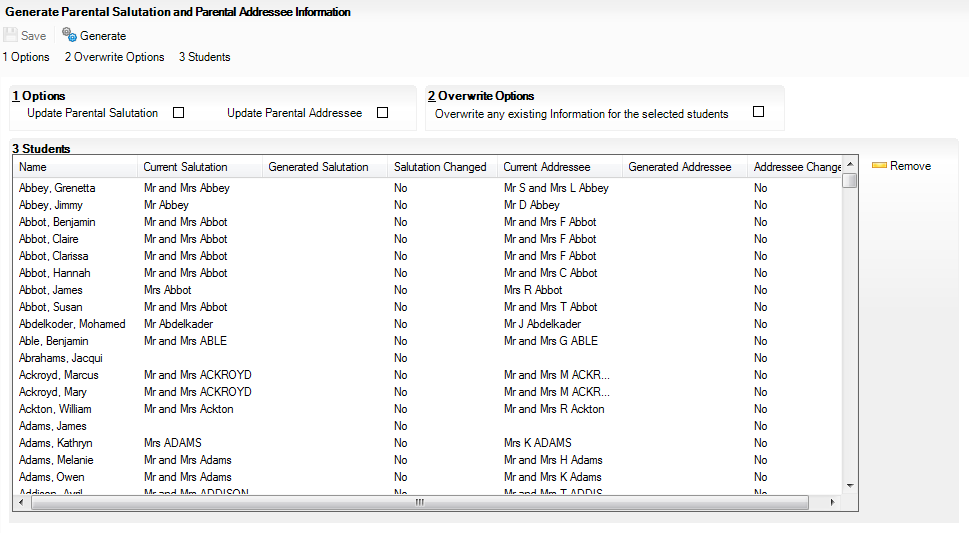 Generate Parental Salutation and Parental Addressee Information
Save Generate
1 Options 2 Overwrite Options 3 Students
1 Options 2 Overwrite Options
Update Parental Salutation Update Parental Addressee Overwrite any existing Information for the selected students
3 Students
Name Current Salutation Generated Salutation Salutation Changed Current Addressee Generated Addressee Addressee Change Remove
Abbey, Grenetta Mr and Mrs Abbey No Mr S and Mrs L Abbey No
Abbey, Jimmy Mr Abbey No Mr D Abbey No
Abbot, Benjamin Mr and Mrs Abbot No Mr and Mrs F Abbot No
Abbot, Claire Mr and Mrs Abbot No Mr and Mrs F Abbot No
Abbot, Clarissa Mr and Mrs Abbot No Mr and Mrs F Abbot No
Abbot, Hannah Mr and Mrs Abbot No Mr and Mrs C Abbot No
Abbot, James Mrs Abbot No Mrs R Abbot No
Abbot, Susan Mr and Mrs Abbot No Mr and Mrs T Abbot No
Abdelkoder, Mohamed Mr Abdelkader No Mr J Abdelkader No
Able, Benjamin Mr and Mrs ABLE No Mr and Mrs G ABLE No
Abrahams, Jacqui No No
Ackroyd, Marcus Mr and Mrs ACKROYD No Mr and Mrs M ACKR... No
Ackroyd, Mary Mr and Mrs ACKROYD No Mr and Mrs M ACKR... No
Ackton, William Mr and Mrs Ackton No Mr and Mrs R Ackton No
Adams, James No No
Adams, Kathryn Mrs ADAMS No Mrs K ADAMS No
Adams, Melanie Mr and Mrs Adams No Mr and Mrs H Adams No
Adams, Owen Mr and Mrs Adams No Mr and Mrs K Adams No
Addison, Avril Mr and Mrs ADDISON No Mr and Mrs T ADDIS... No